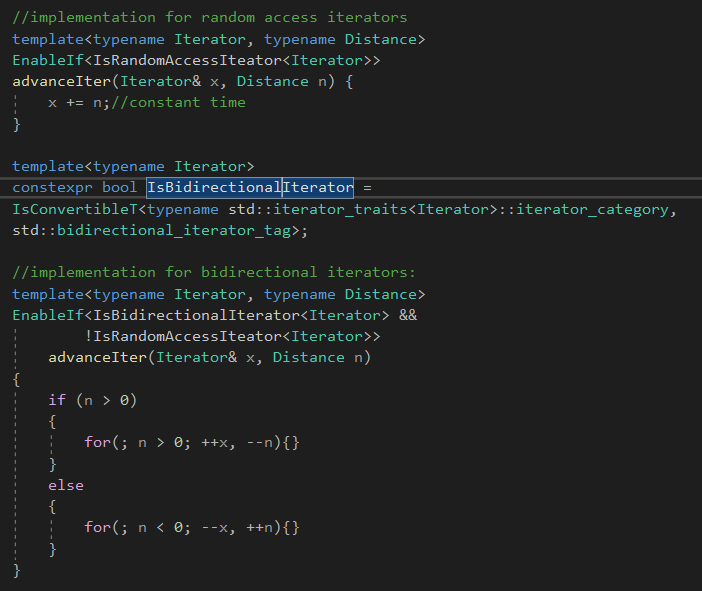 //implementation for random access iterators
template<typename Iterator, typename Distance>
EnableIf<IsRandomAccessIteator<Iterator>>
advanceIter(Iterator& x, Distance n) {
    x += n;//constant time
}

template<typename Iterator>
constexpr bool IsBidirectionalIterator =
IsConvertibleT<typename std::iterator_traits<Iterator>::iterator_category,
std::bidirectional_iterator_tag>;

//implementation for bidirectional iterators:
template<typename Iterator, typename Distance>
EnableIf<IsBidirectionalIterator<Iterator> &&
        !IsRandomAccessIteator<Iterator>>
    advanceIter(Iterator& x, Distance n)
{
    if (n > 0)
    {
        for(; n > 0; ++x, --n){}
    }
    else
    {
        for(; n < 0; --x, ++n){}
    }
}